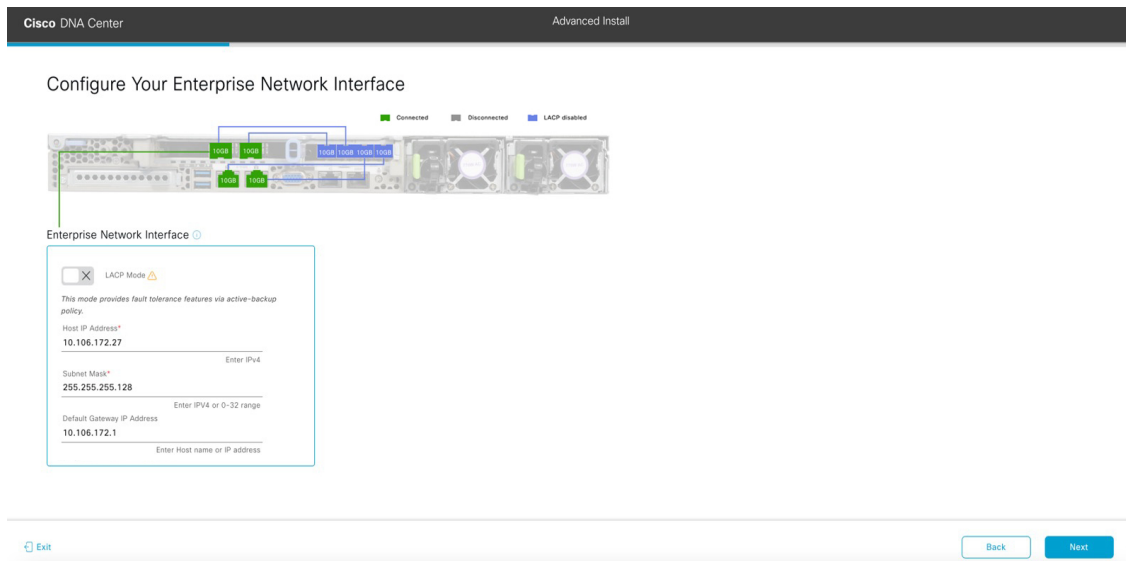 Cisco DNA Center
Advanced Install
Configure Your Enterprise Network Interface
Connected Disconnected LACP disabled
10GB 10GB 10GB 10GB 10GB 10GB
10GB 10GB
Enterprise Network Interface
LACP Mode
This mode provides fault tolerance features via active-backup
policy.
Host IP Address*
10.106.172.27
Enter IPv4
Subnet Mask*
255.255.255.128
Enter IPV4 or 0-32 range
Default Gateway IP Address
10.106.172.1
Enter Host name or IP address
Exit
Back
Next